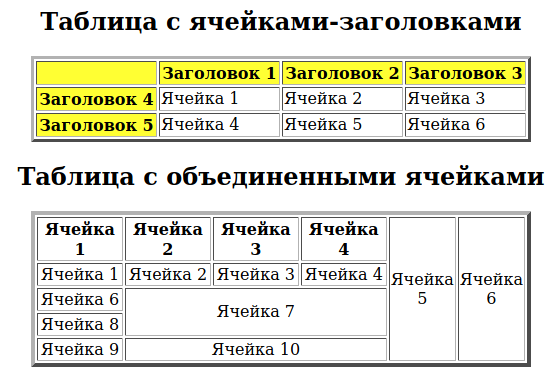 Таблица с ячейками-заголовками
Заголовок 1 Заголовок 2 Заголовок 3
Заголовок 4 Ячейка 1 Ячейка 2 Ячейка 3
Заголовок 5 Ячейка 4 Ячейка 5 Ячейка 6
Таблица с объединенными ячейками
Ячейка Ячейка Ячейка Ячейка
1 2 3 4
Ячейка 1 Ячейка 2 Ячейка 3 Ячейка 4
Ячейка Ячейка
5 6
Ячейка 6
Ячейка 7
Ячейка 8
Ячейка 9 Ячейка 10